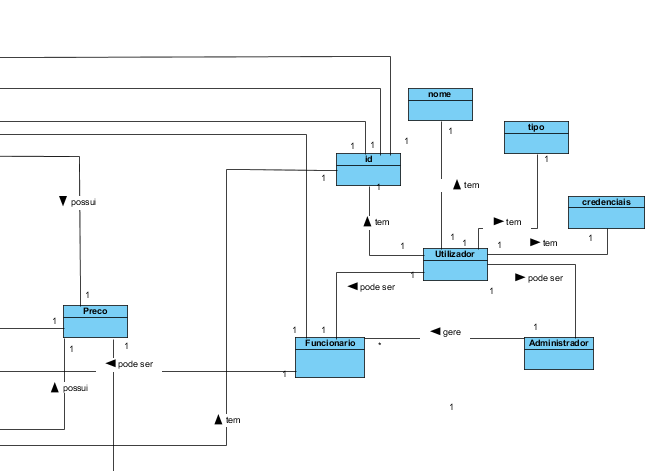 nome
1
tipo
1
1
1
1
id
1
1
1
tem
credenciais
possui
tem
tem
1
1
1
1
1
tem
Utilizador
1
pode ser
pode ser
1
1
Preco
1
1
1
gere
1
Funcionario
*
Administrador
1
1
pode ser
1
possui
1
tem